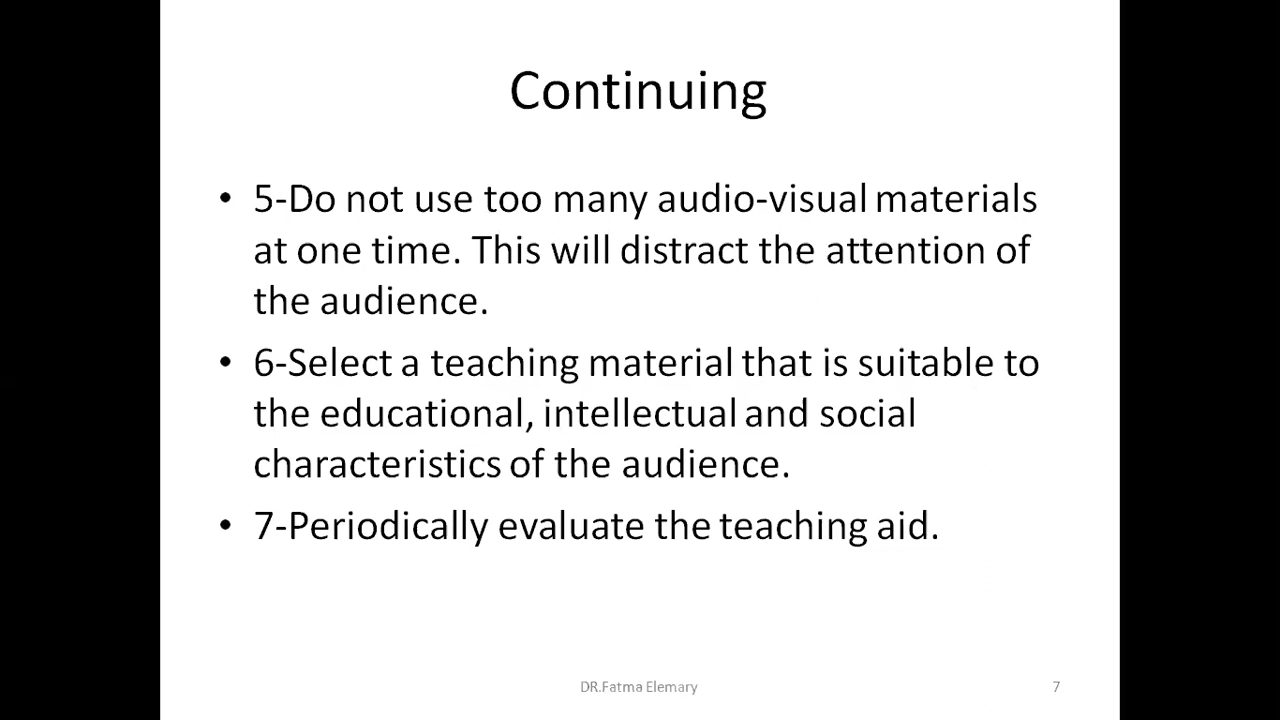 Continuing
• 5-Do not use too many audio-visual materials
at one time. This will distract the attention of
the audience.
• 6-Select a teaching material that is suitable to
the educational, intellectual and social
characteristics of the audience.
• 7-Periodically evaluate the teaching aid.
DR.Fatma Elemary
7